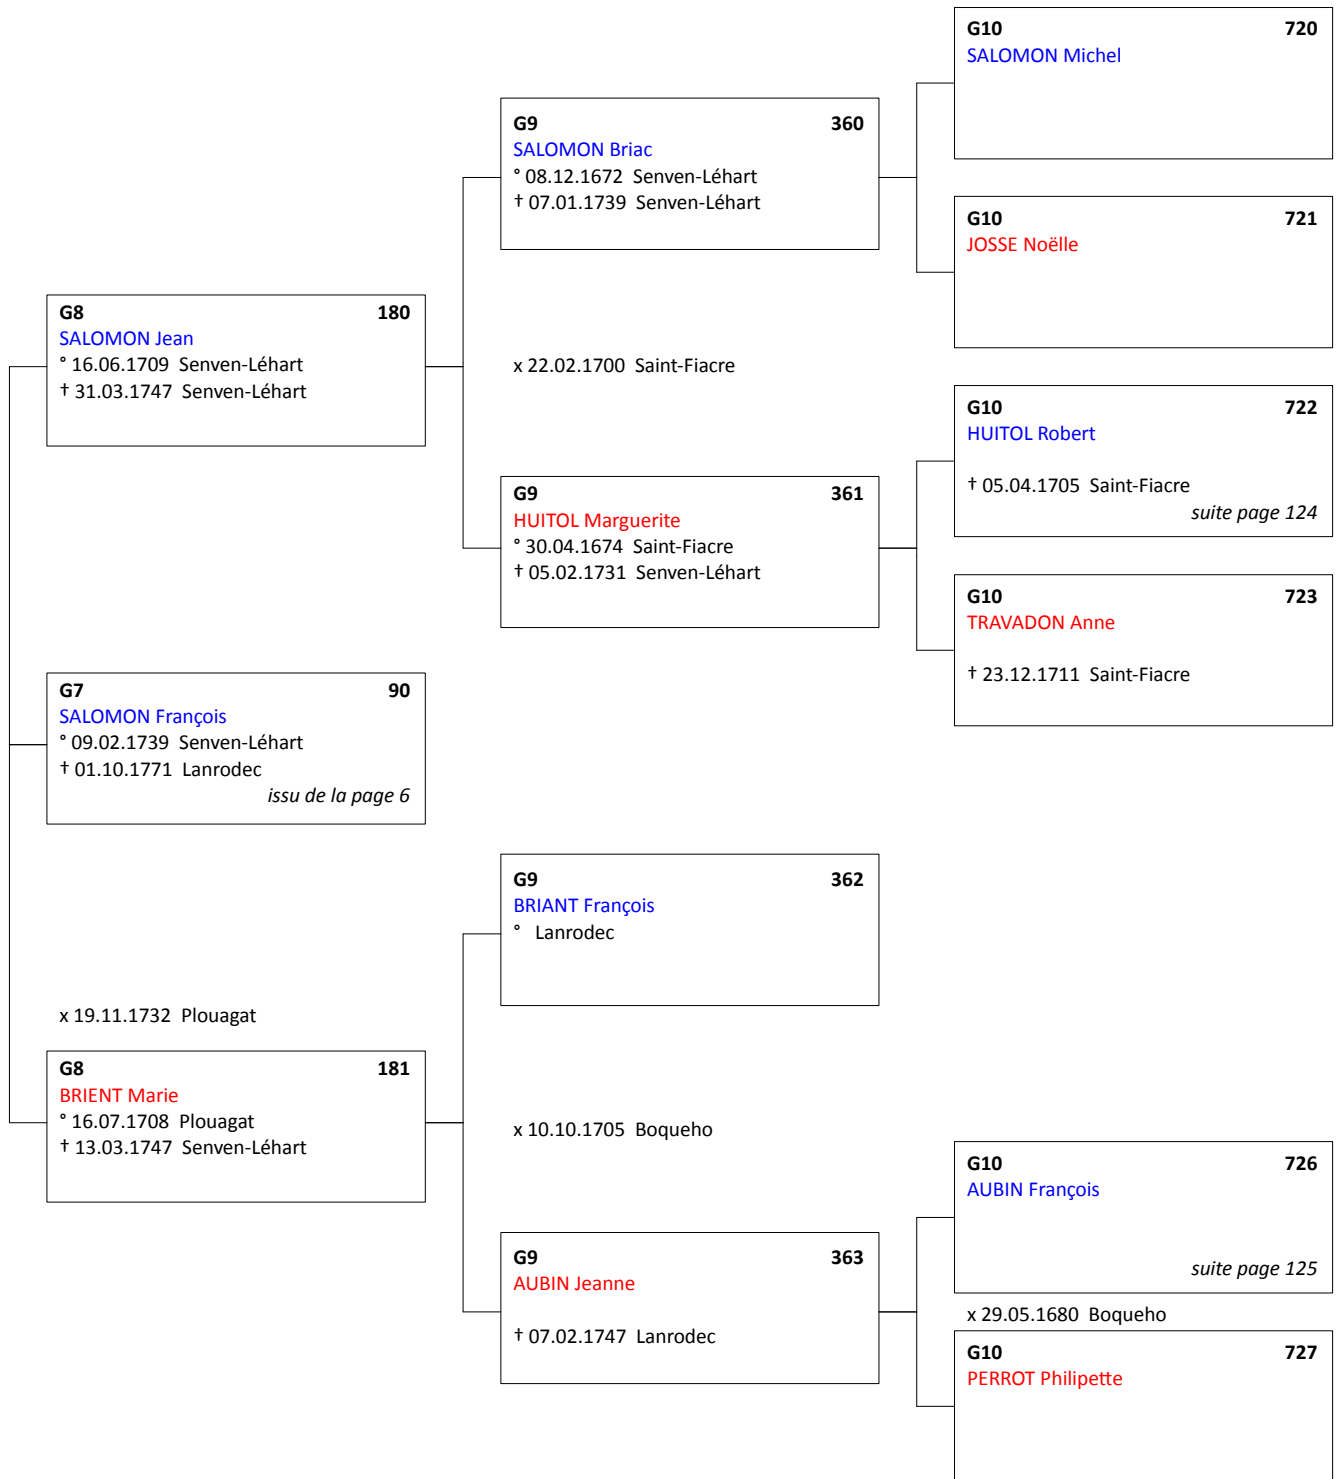 G10 720
SALOMON Michel
G9 360
SALOMON Briac
° 08.12.1672 Senven-Léhart
† 07.01.1739 Senven-Léhart
G10 721
JOSSE Noëlle
G8 180
SALOMON Jean
° 16.06.1709 Senven-Léhart
† 31.03.1747 Senven-Léhart
x 22.02.1700 Saint-Fiacre
G10 722
HUITOL Robert
† 05.04.1705 Saint-Fiacre
suite page 124
G9 361
HUITOL Marguerite
° 30.04.1674 Saint-Fiacre
† 05.02.1731 Senven-Léhart
G10 723
TRAVADON Anne
† 23.12.1711 Saint-Fiacre
G7 90
SALOMON François
° 09.02.1739 Senven-Léhart
† 01.10.1771 Lanrodec
issu de la page 6
G9 362
BRIANT François
° Lanrodec
x 19.11.1732 Plouagat
G8 181
BRIENT Marie
° 16.07.1708 Plouagat
† 13.03.1747 Senven-Léhart
x 10.10.1705 Boqueho
G10 726
AUBIN François
suite page 125
G9 363
AUBIN Jeanne
† 07.02.1747 Lanrodec
x 29.05.1680 Boqueho
G10 727
PERROT Philipette